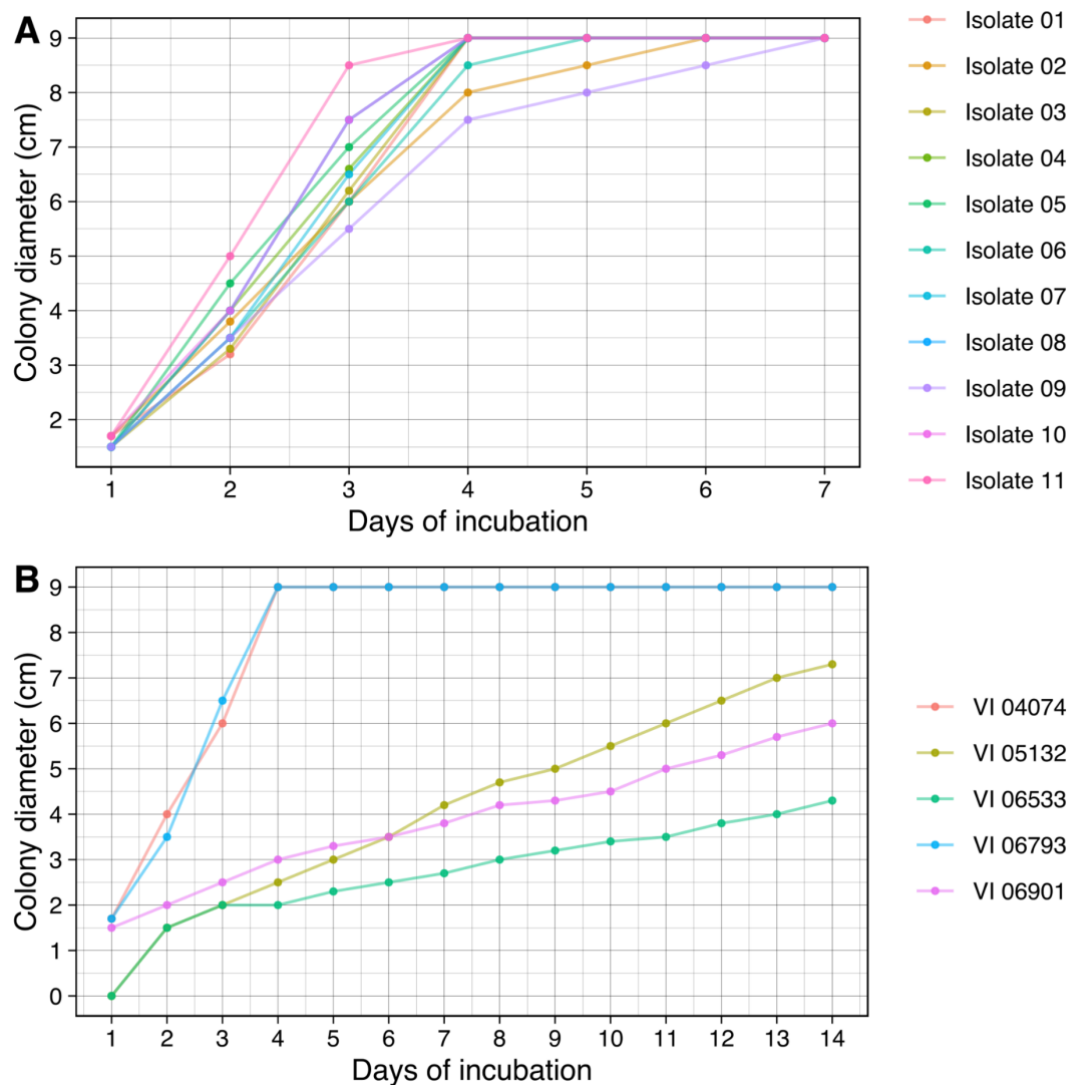 A
Colony diameter (cm)
9
8
7
6
5
4
3
2
1 2 3 4 5 6 7
Days of incubation
Isolate 01
Isolate 02
Isolate 03
Isolate 04
Isolate 05
Isolate 06
Isolate 07
Isolate 08
Isolate 09
Isolate 10
Isolate 11
B
Colony diameter (cm)
9
8
7
6
5
4
3
2
1
0
1 2 3 4 5 6 7 8 9 10 11 12 13 14
Days of incubation
VI 04074
VI 05132
VI 06533
VI 06793
VI 06901